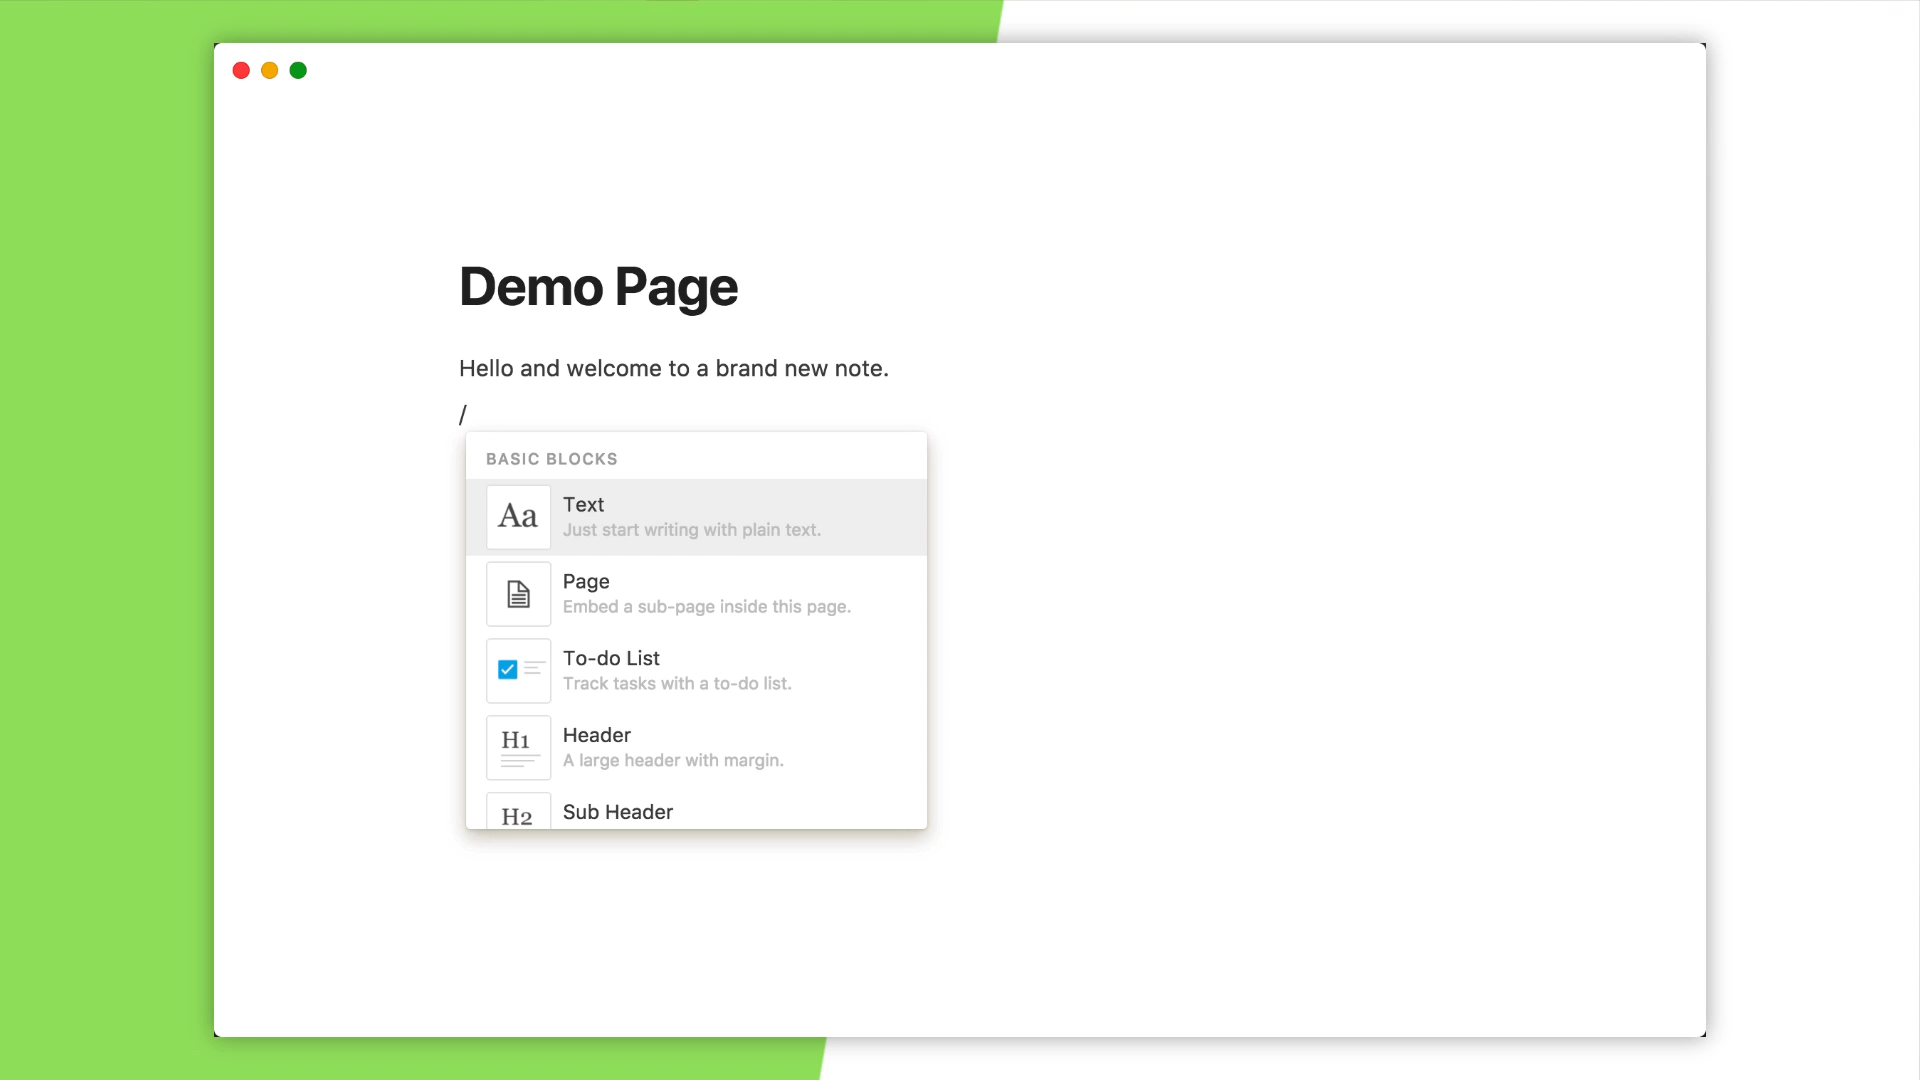 Demo Page
Hello and welcome to a brand new note.
/
BASIC BLOCKS
Aa
Text
Just start writing with plain text.
Page
Embed a sub-page inside this page.
To-do List
Track tasks with a to-do list.
H1
Header
A large header with margin.
H2
Sub Header